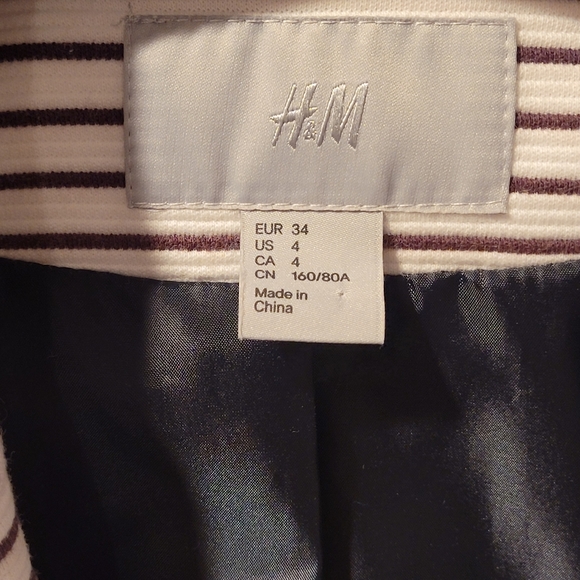 H&M
EUR 34
US 4
CA 4
CN 160/80A
Made in
China